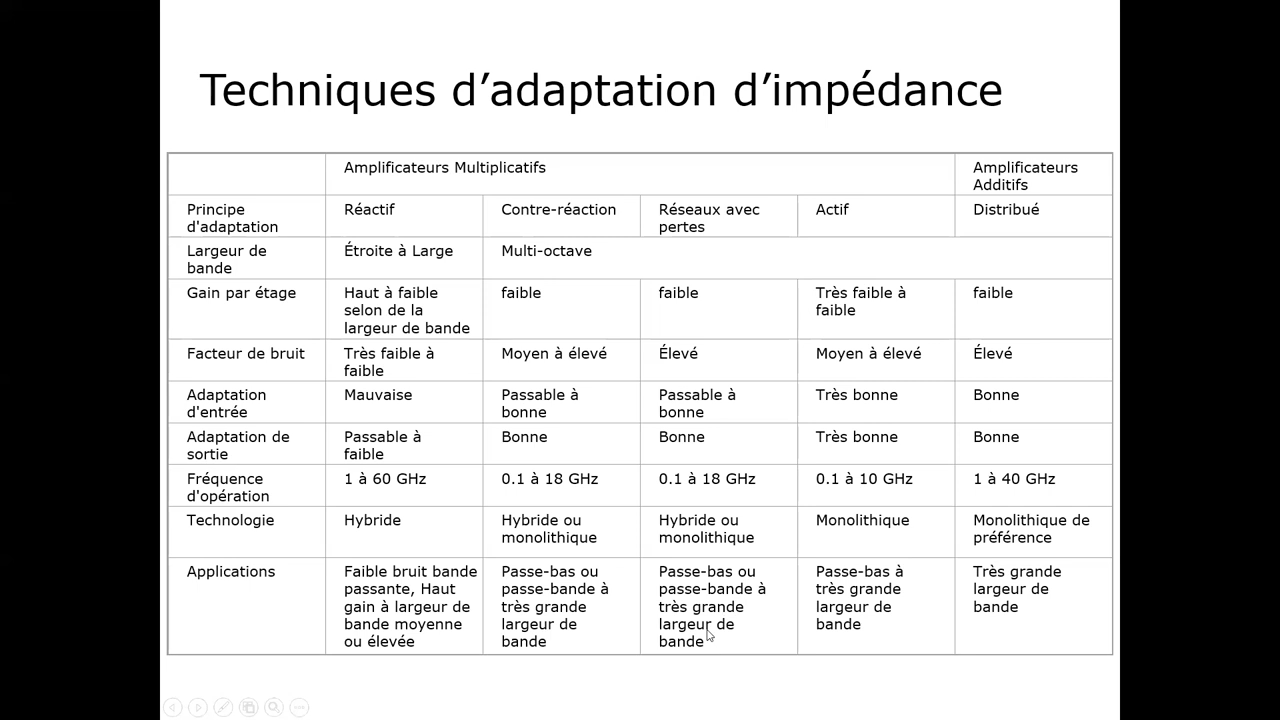 Techniques d’adaptation d’impédance
Amplificateurs Multiplicatifs
Amplificateurs
Additifs
Principe
d'adaptation
Réactif
Contre-réaction
Réseaux avec
pertes
Actif
Distribué
Largeur de
bande
Étroite à Large
Multi-octave
Gain par étage
Haut à faible
selon de la
largeur de bande
faible
faible
Très faible à
faible
faible
Facteur de bruit
Très faible à
faible
Moyen à élevé
Élevé
Moyen à élevé
Élevé
Adaptation
d'entrée
Mauvaise
Passable à
bonne
Passable à
bonne
Très bonne
Bonne
Adaptation de
sortie
Passable à
faible
Bonne
Bonne
Très bonne
Bonne
Fréquence
d'opération
1 à 60 GHz
0.1 à 18 GHz
0.1 à 18 GHz
0.1 à 10 GHz
1 à 40 GHz
Technologie
Hybride
Hybride ou
monolithique
Hybride ou
monolithique
Monolithique
Monolithique de
préférence
Applications
Faible bruit bande
passante, Haut
gain à largeur de
bande moyenne
ou élevée
Passe-bas ou
passe-bande à
très grande
largeur de
bande
Passe-bas ou
passe-bande à
très grande
largeur de
bande
Passe-bas à
très grande
largeur de
bande
Très grande
largeur de
bande